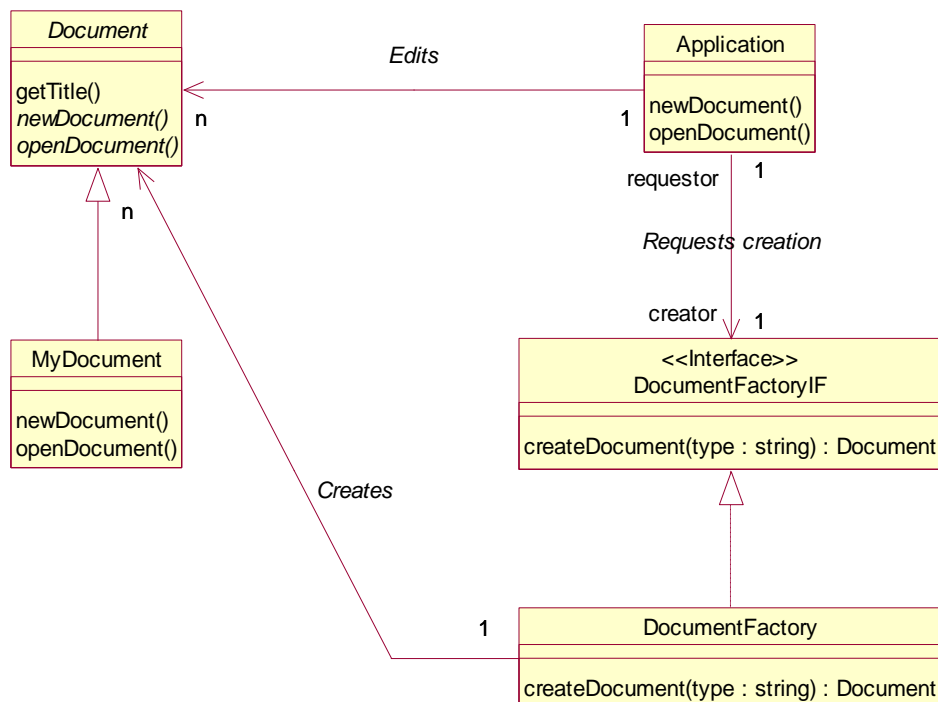 Document
getTitle()
newDocument()
openDocument()
Edits
n
1
Application
newDocument()
openDocument()
requestor
1
Requests creation
creator
1
n
MyDocument
newDocument()
openDocument()
<<Interface>>
DocumentFactoryIF
createDocument(type : string) : Document
Creates
1
DocumentFactory
createDocument(type : string) : Document